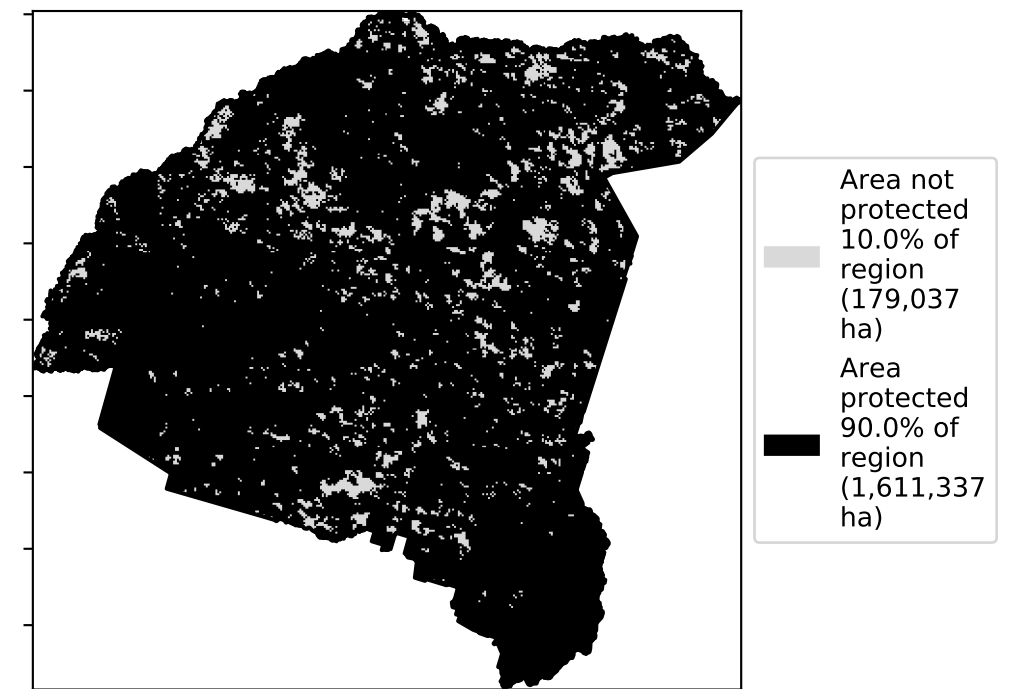 Area not
protected
10.0% of
region
(179,037
ha)
Area
protected
90.0% of
region
(1,611,337
ha)